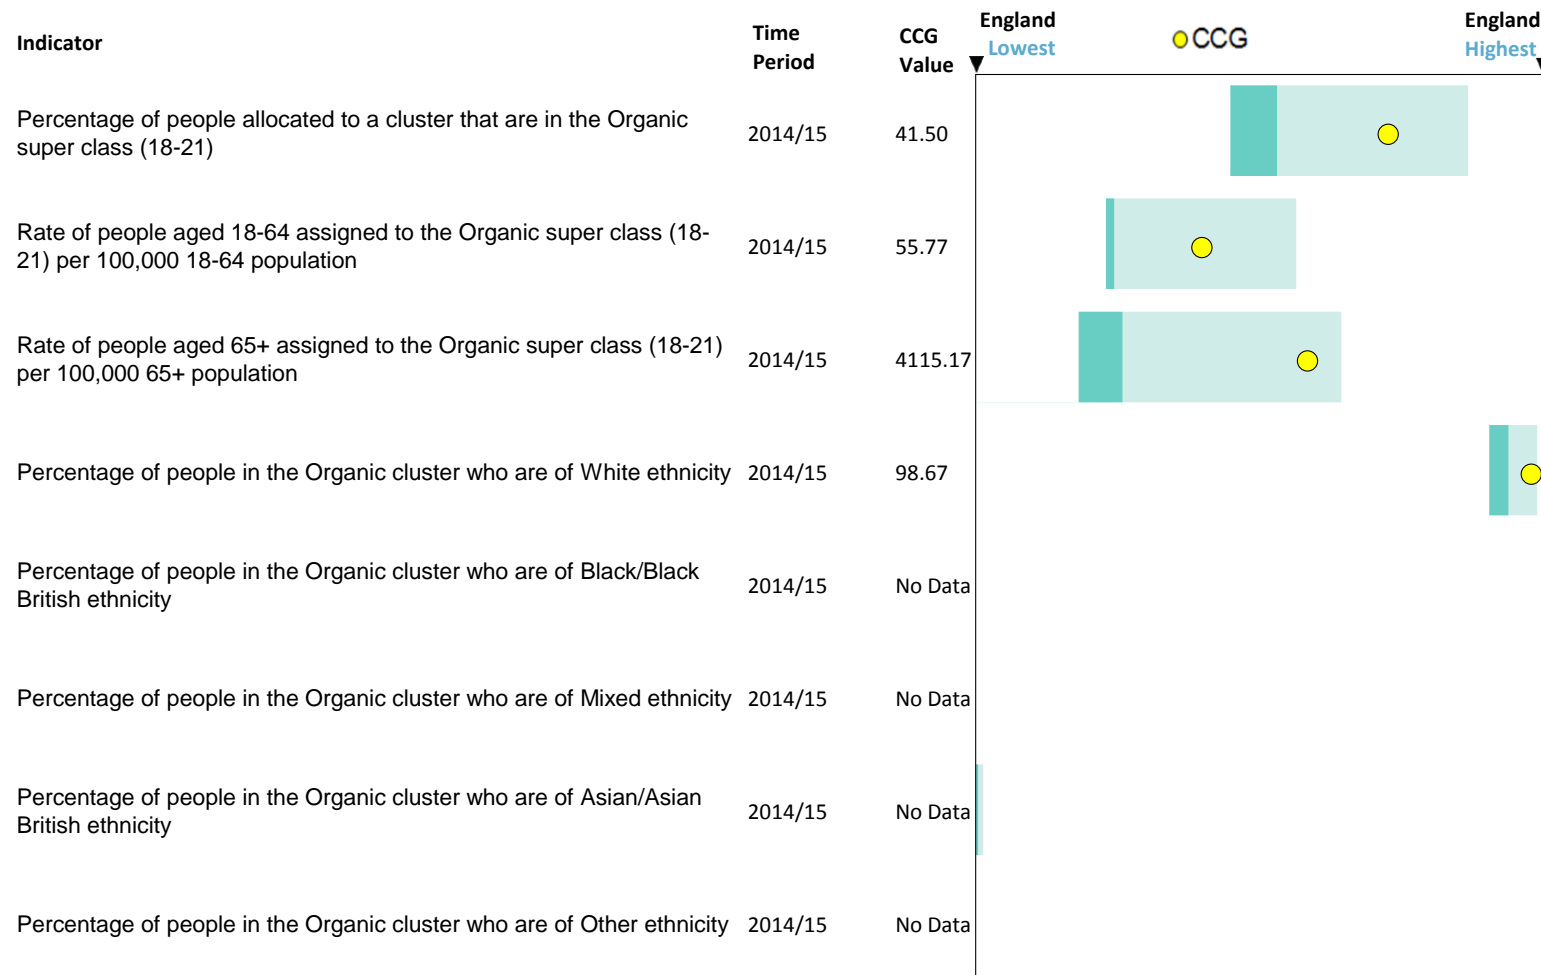 Indicator
Time
Period
CCG
Value
England
Lowest
CCG
England
Highest
Percentage of people allocated to a cluster that are in the Organic
super class (18-21)
2014/15
41.50
Rate of people aged 18-64 assigned to the Organic super class (18-
21) per 100,000 18-64 population
2014/15
55.77
Rate of people aged 65+ assigned to the Organic super class (18-21)
per 100,000 65+ population
2014/15
4115.17
Percentage of people in the Organic cluster who are of White ethnicity
2014/15
98.67
Percentage of people in the Organic cluster who are of Black/Black
British ethnicity
2014/15
No Data
Percentage of people in the Organic cluster who are of Mixed ethnicity
2014/15
No Data
Percentage of people in the Organic cluster who are of Asian/Asian
British ethnicity
2014/15
No Data
Percentage of people in the Organic cluster who are of Other ethnicity
2014/15
No Data